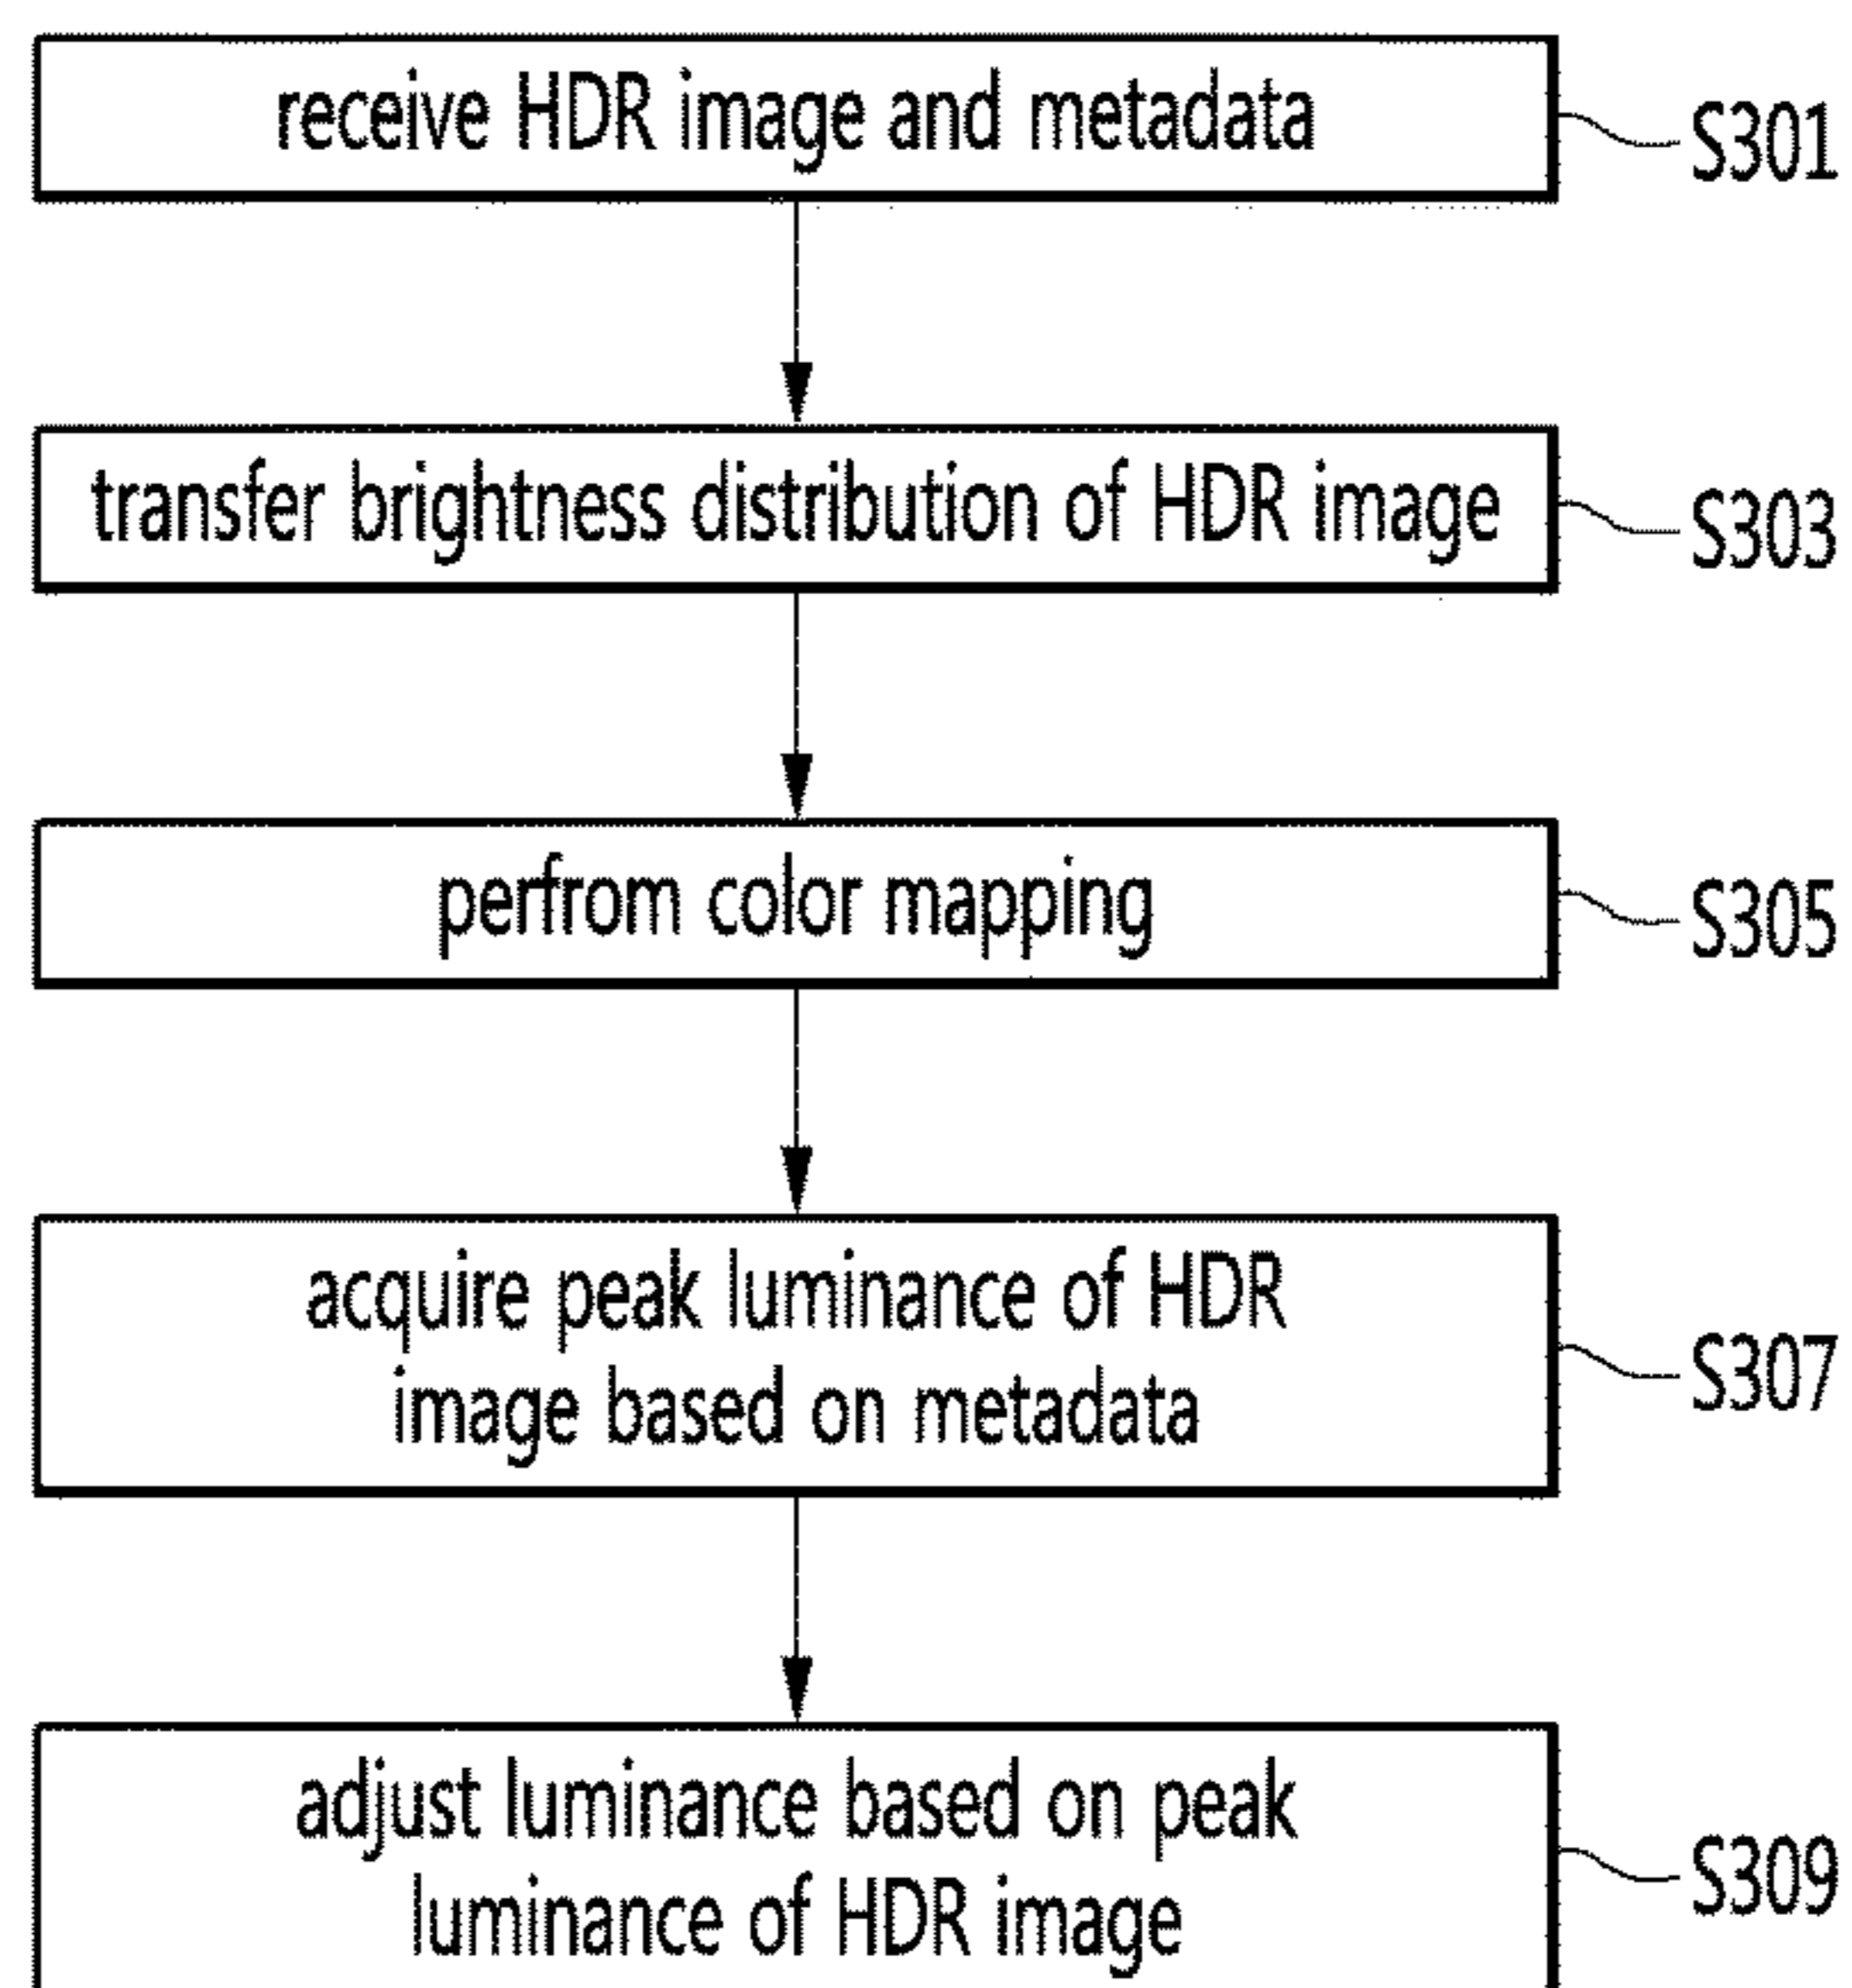 receive HDR image and metadata
S301
transfer brightness distribution of HDR image
S303
perfrom color mapping
S305
acquire peak luminance of HDR
image based on metadata
S307
adjust luminance based on peak
luminance of HDR image
S309